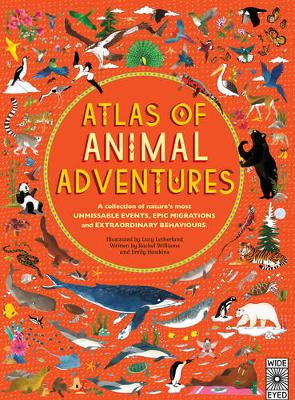 ATLAS OF
ANIMAL
ADVENTURES
A collection of nature's most
UNMISSABLE EVENTS, EPIC MIGRATIONS
and EXTRAORDINARY BEHAVIOURS.
Illustrated by Lucy Letherland
Written by Rachel Williams
and Emily Hawkins
WIDE
EYED